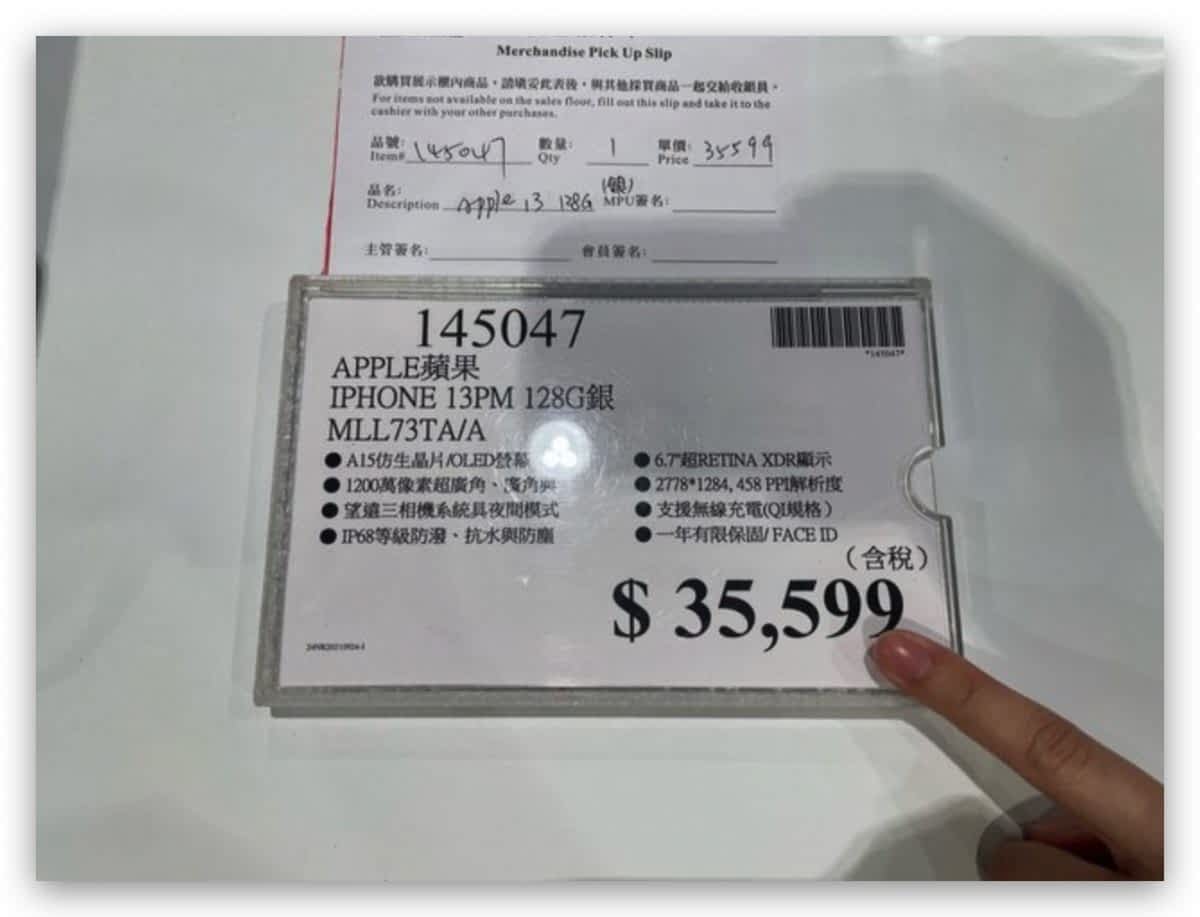 Merchandise Pick Up Slip
欲購買展示櫃內商品，請填妥此表後，與其他採買商品一起交給收銀員。
For items not available on the sales floor, fill out this slip and take it to the
cashier with your other purchases.
品號: 145047 數量: 1 單價: 35599
Item# Qty Price
(銀)
品名: apple 13 128G MPU簽名:
Description
主管簽名: 會員簽名:
145047
*145047*
APPLE蘋果
IPHONE 13PM 128G銀
MLL73TA/A
● A15仿生晶片/OLED螢幕 ● 6.7"超RETINA XDR顯示
● 1200萬像素超廣角、廣角與 ● 2778*1284, 458 PPI解析度
● 望遠三相機系統具夜間模式 ● 支援無線充電(QI規格)
● IP68等級防潑、抗水與防塵 ● 一年有限保固/ FACE ID
(含稅)
$ 35,599